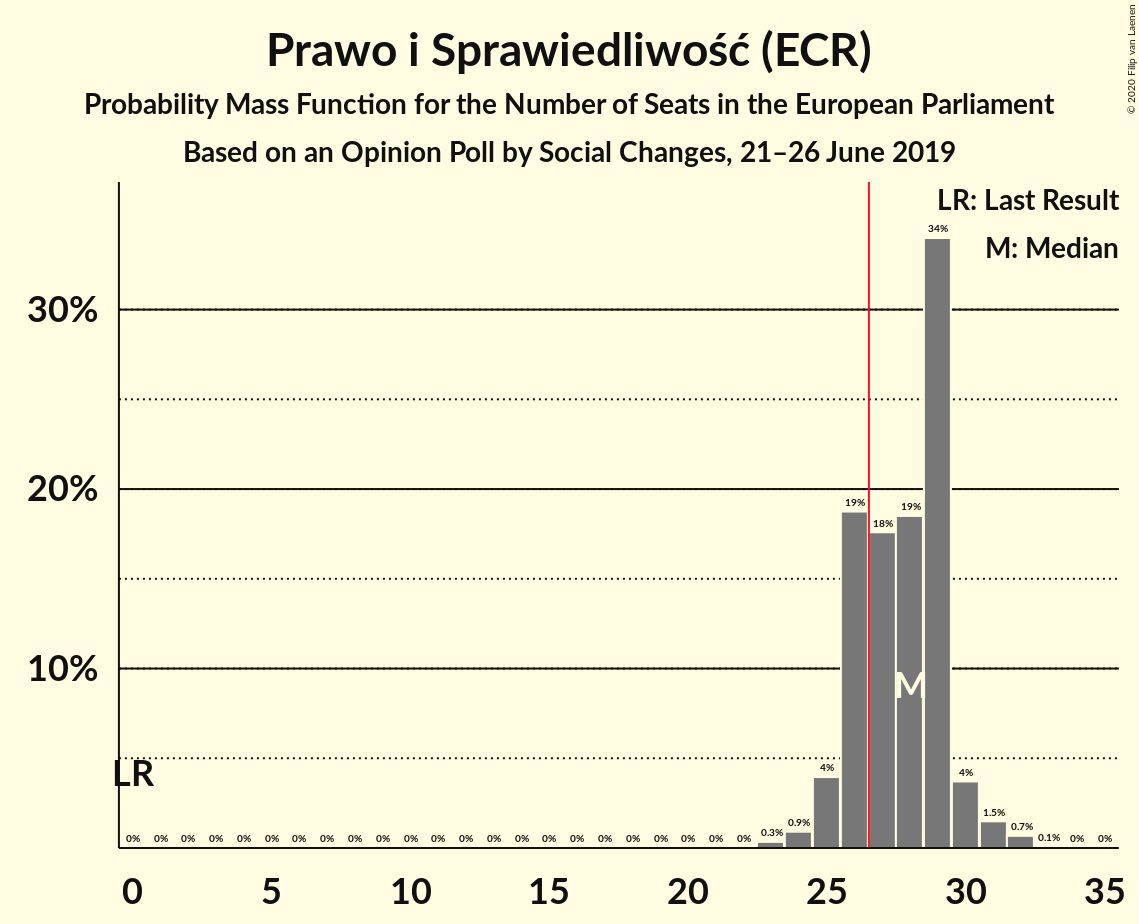 Prawo i Sprawiedliwość (ECR)
Probability Mass Function for the Number of Seats in the European Parliament
Based on an Opinion Poll by Social Changes, 21–26 June 2019
© 2020 Filip van Laenen
LR: Last Result
M: Median
30%
20%
10%
LR
M
0% 0% 0% 0% 0% 0% 0% 0% 0% 0% 0% 0% 0% 0% 0% 0% 0% 0% 0% 0% 0% 0% 0% 0.3% 0.9% 4% 19% 18% 19% 34% 4% 1.5% 0.7% 0.1% 0% 0%
0 5 10 15 20 25 30 35